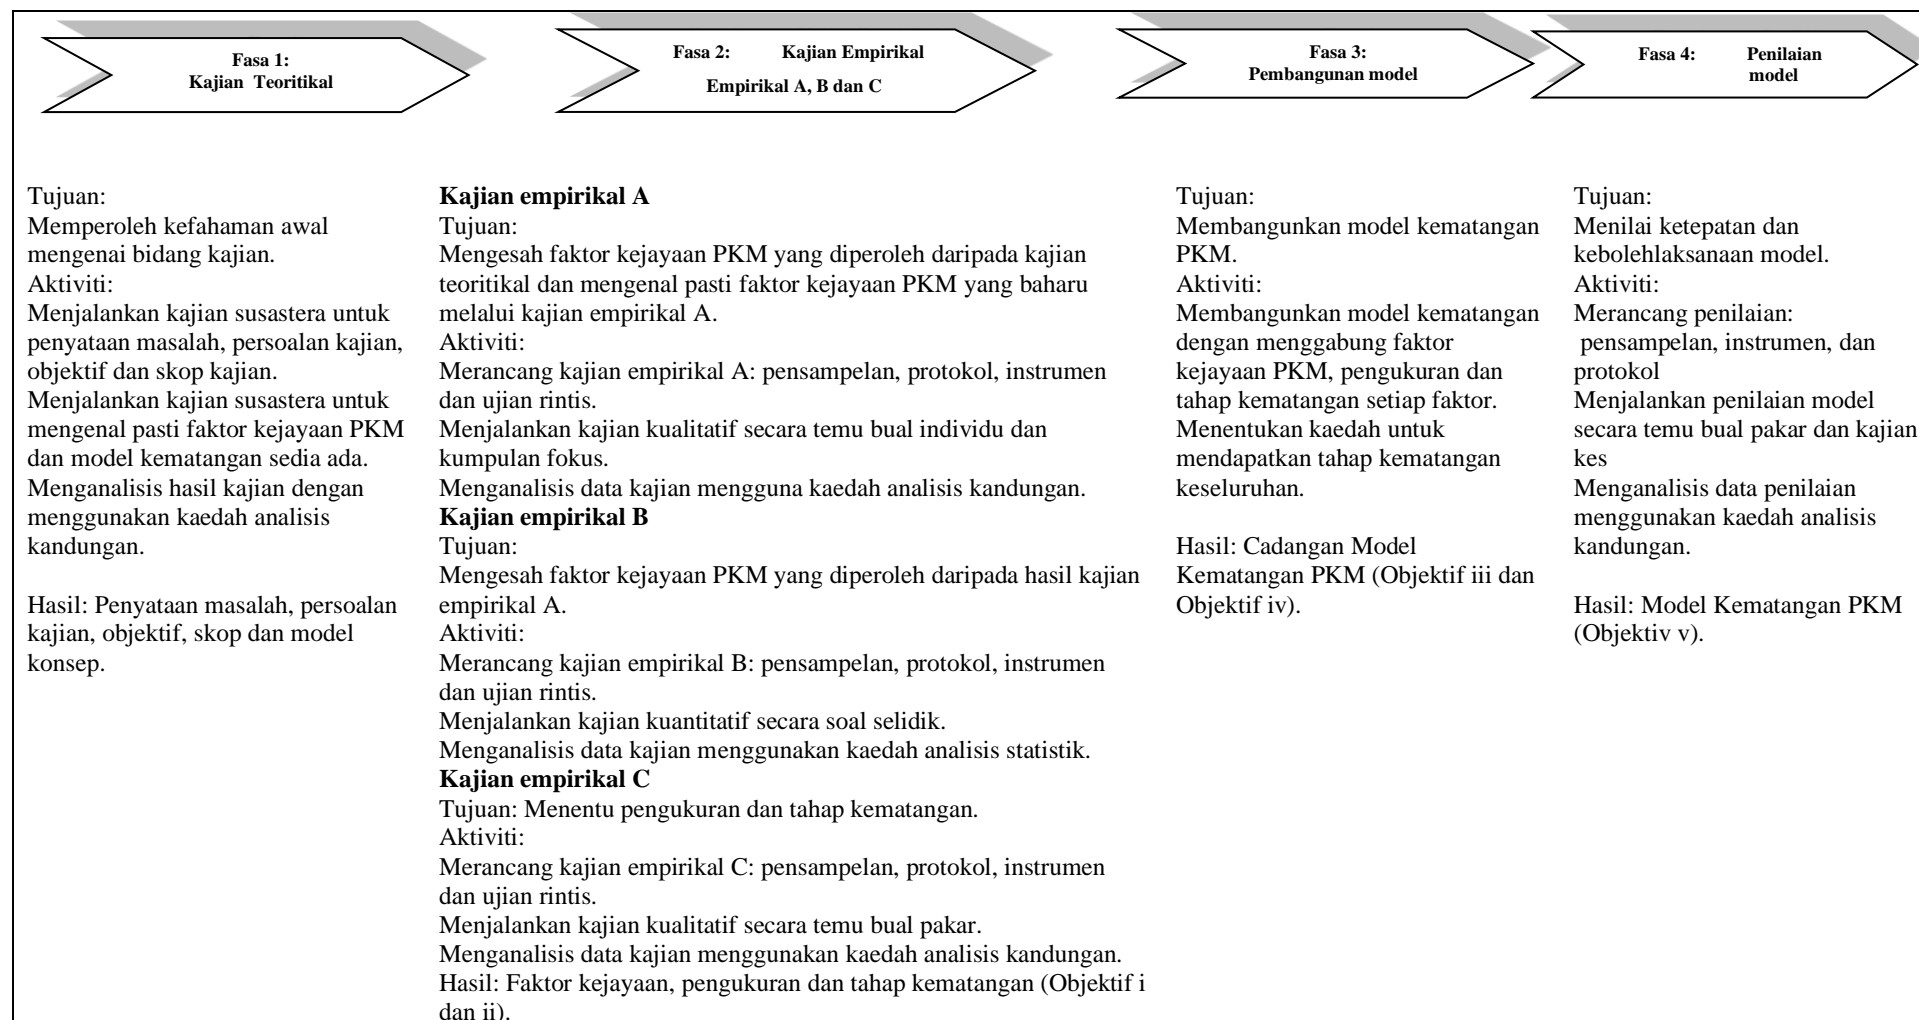 Fasa 1:
Kajian Teoritikal
Fasa 2: Kajian Empirikal
Empirikal A, B dan C
Fasa 3:
Pembangunan model
Fasa 4: Penilaian
model
Tujuan:
Memperoleh kefahaman awal
mengenai bidang kajian.
Aktiviti:
Menjalankan kajian susastera untuk
penyataan masalah, persoalan kajian,
objektif dan skop kajian.
Menjalankan kajian susastera untuk
mengenal pasti faktor kejayaan PKM
dan model kematangan sedia ada.
Menganalisis hasil kajian dengan
menggunakan kaedah analisis
kandungan.
Hasil: Penyataan masalah, persoalan
kajian, objektif, skop dan model
konsep.
Kajian empirikal A
Tujuan:
Mengesah faktor kejayaan PKM yang diperoleh daripada kajian
teoritikal dan mengenal pasti faktor kejayaan PKM yang baharu
melalui kajian empirikal A.
Aktiviti:
Merancang kajian empirikal A: pensampelan, protokol, instrumen
dan ujian rintis.
Menjalankan kajian kualitatif secara temu bual individu dan
kumpulan fokus.
Menganalisis data kajian mengguna kaedah analisis kandungan.
Kajian empirikal B
Tujuan:
Mengesah faktor kejayaan PKM yang diperoleh daripada hasil kajian
empirikal A.
Aktiviti:
Merancang kajian empirikal B: pensampelan, protokol, instrumen
dan ujian rintis.
Menjalankan kajian kuantitatif secara soal selidik.
Menganalisis data kajian menggunakan kaedah analisis statistik.
Kajian empirikal C
Tujuan: Menentu pengukuran dan tahap kematangan.
Aktiviti:
Merancang kajian empirikal C: pensampelan, protokol, instrumen
dan ujian rintis.
Menjalankan kajian kualitatif secara temu bual pakar.
Menganalisis data kajian menggunakan kaedah analisis kandungan.
Hasil: Faktor kejayaan, pengukuran dan tahap kematangan (Objektif i
dan ii).
Tujuan:
Membangunkan model kematangan
PKM.
Aktiviti:
Membangunkan model kematangan
dengan menggabung faktor
kejayaan PKM, pengukuran dan
tahap kematangan setiap faktor.
Menentukan kaedah untuk
mendapatkan tahap kematangan
keseluruhan.
Hasil: Cadangan Model
Kematangan PKM (Objektif iii dan
Objektif iv).
Tujuan:
Menilai ketepatan dan
kebolehlaksanaan model.
Aktiviti:
Merancang penilaian:
pensampelan, instrumen, dan
protokol
Menjalankan penilaian model
secara temu bual pakar dan kajian
kes
Menganalisis data penilaian
menggunakan kaedah analisis
kandungan.
Hasil: Model Kematangan PKM
(Objektiv v).